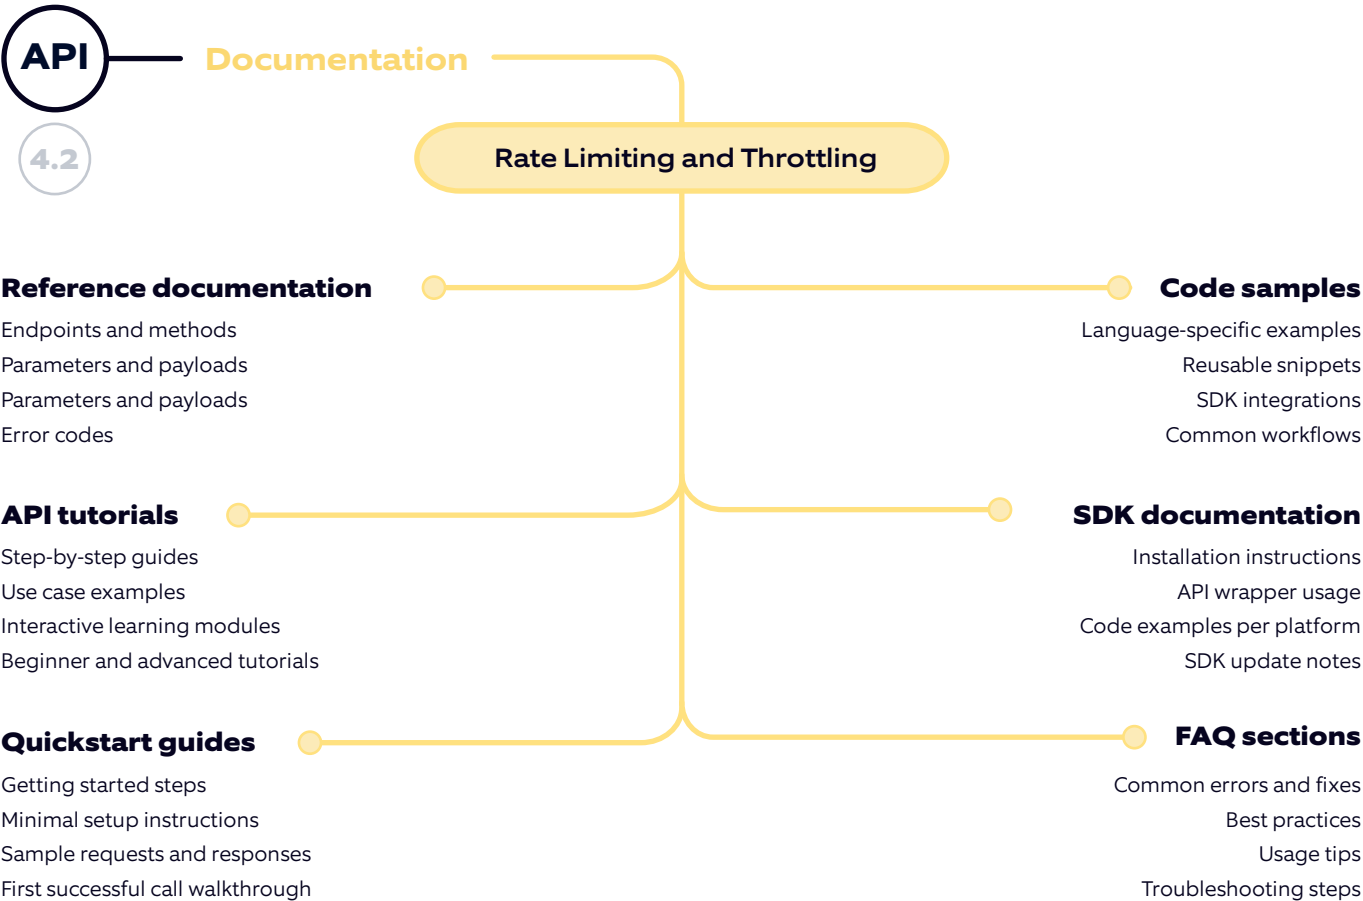 API
Documentation
4.2
Rate Limiting and Throttling
Reference documentation
Endpoints and methods
Parameters and payloads
Parameters and payloads
Error codes
Code samples
Language-specific examples
Reusable snippets
SDK integrations
Common workflows
API tutorials
Step-by-step guides
Use case examples
Interactive learning modules
Beginner and advanced tutorials
SDK documentation
Installation instructions
API wrapper usage
Code examples per platform
SDK update notes
Quickstart guides
Getting started steps
Minimal setup instructions
Sample requests and responses
First successful call walkthrough
FAQ sections
Common errors and fixes
Best practices
Usage tips
Troubleshooting steps